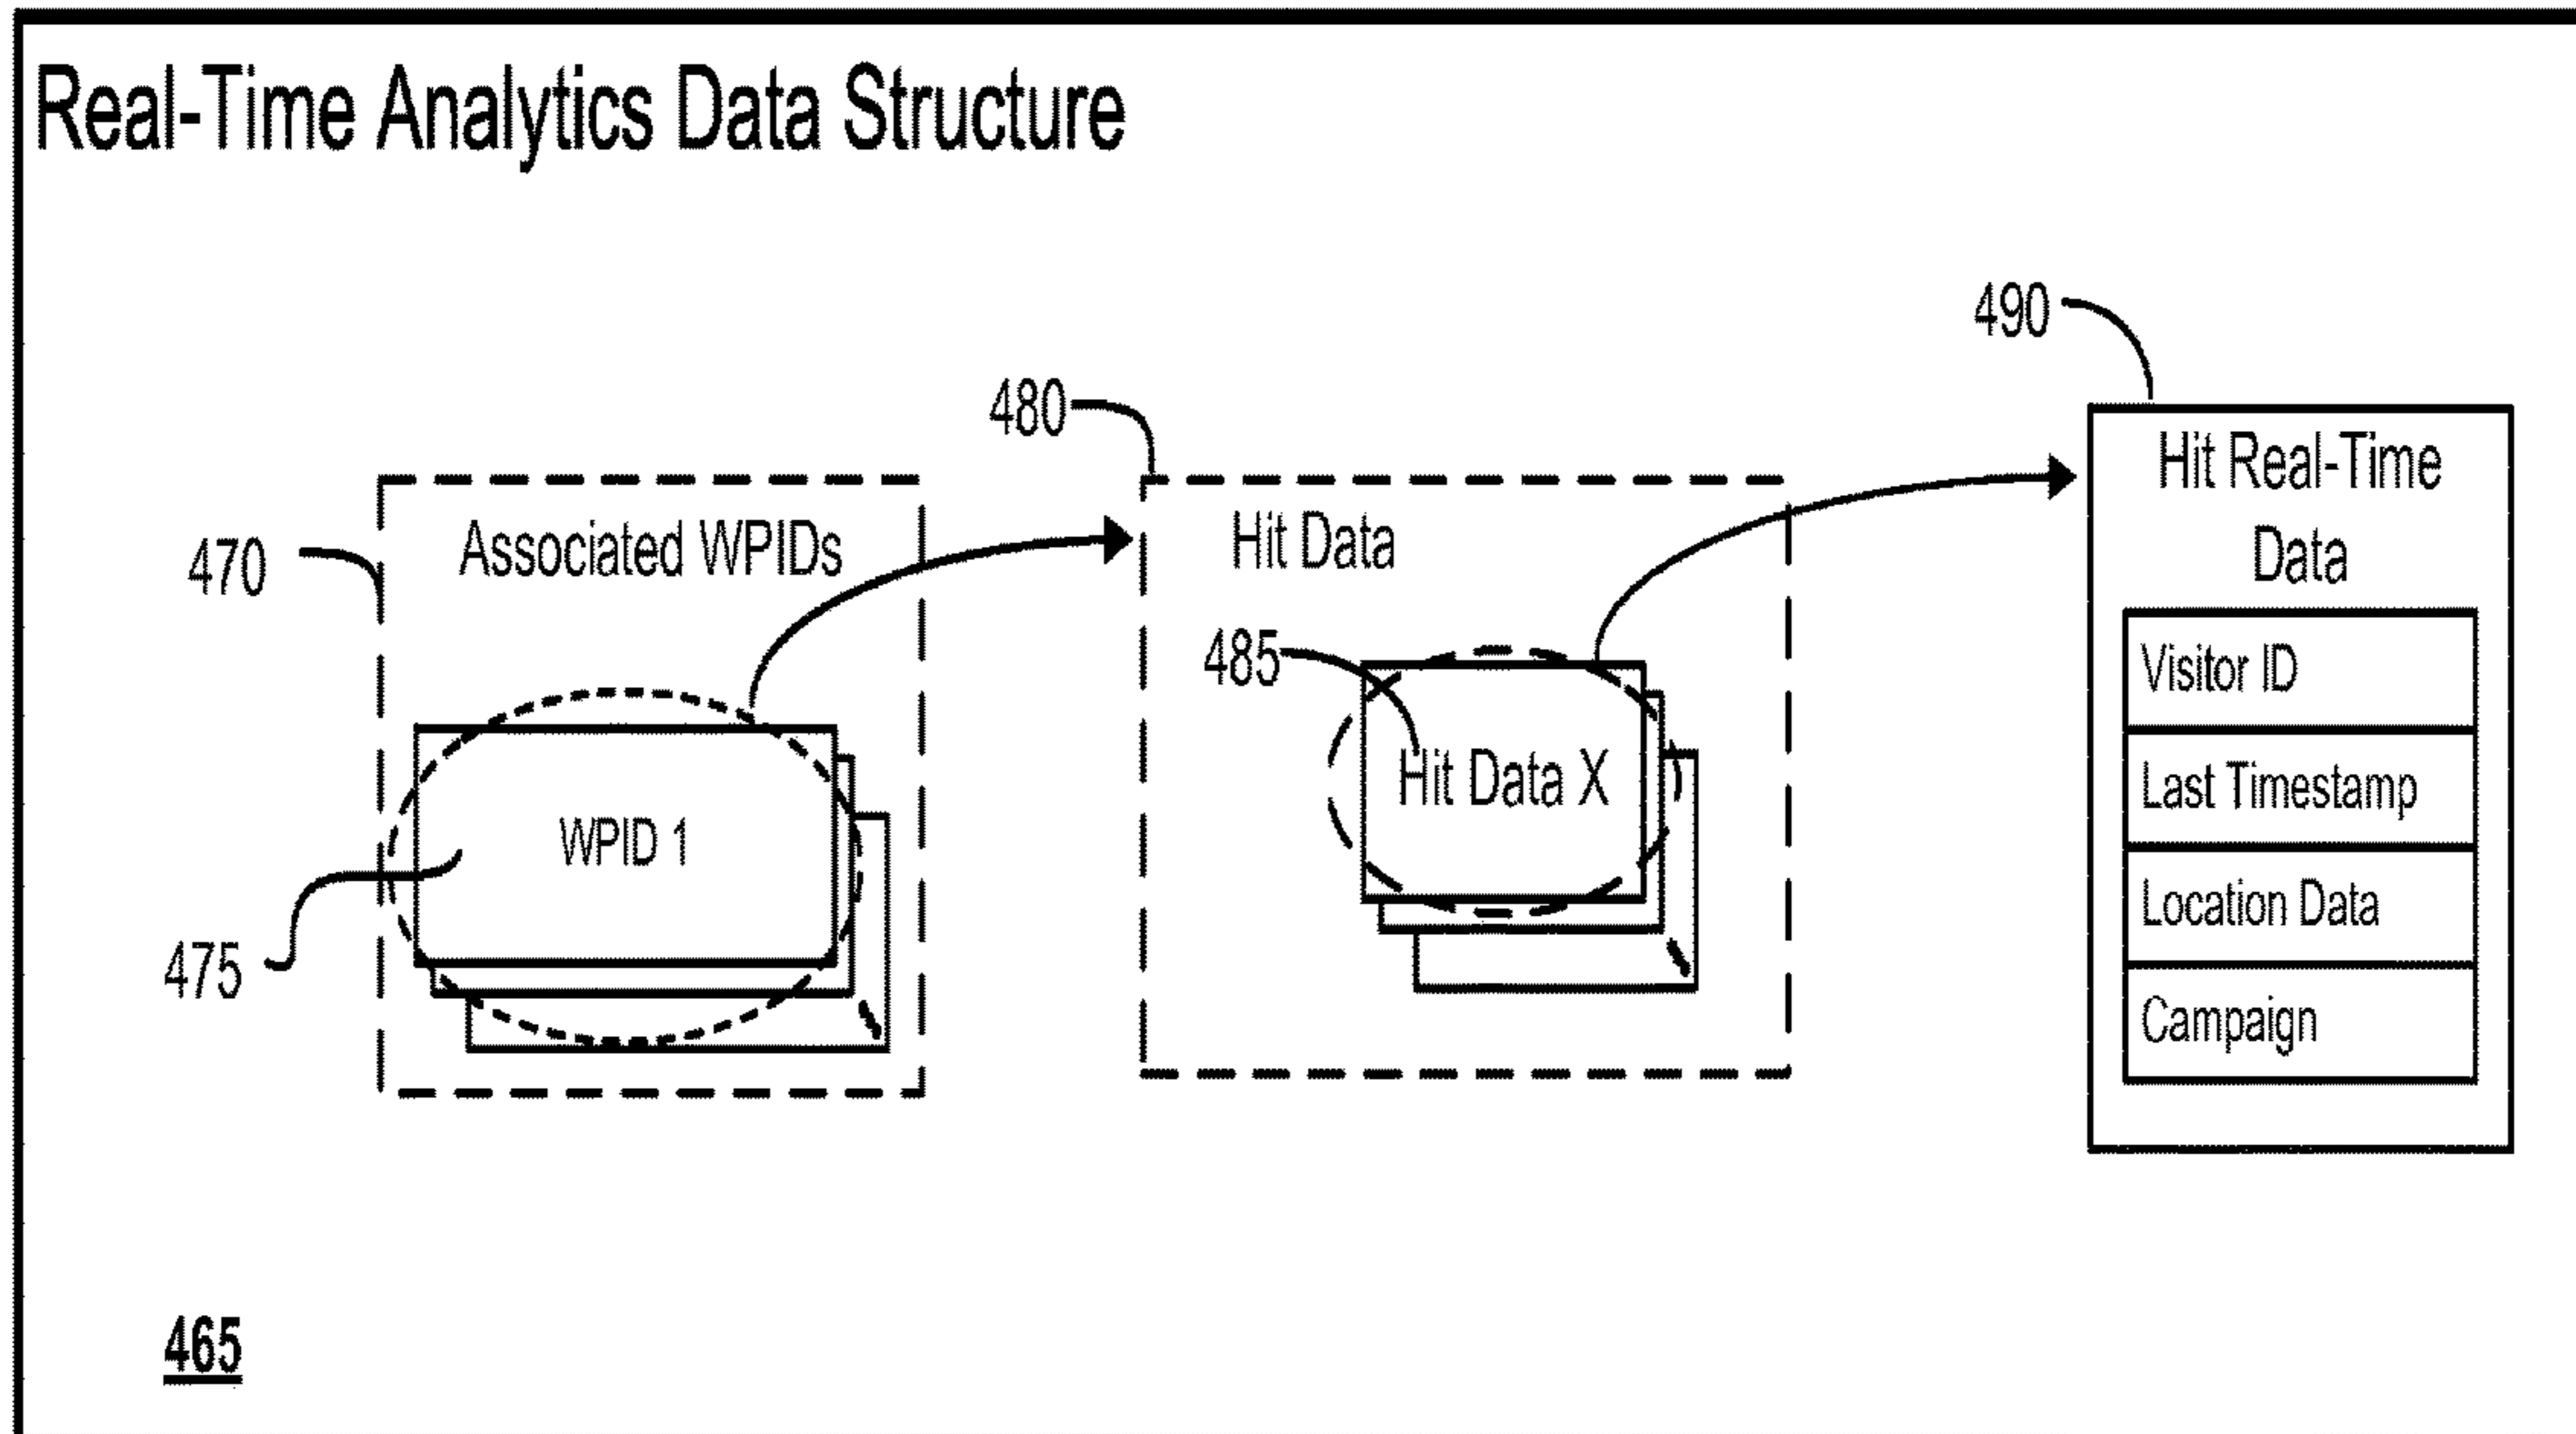 Real-Time Analytics Data Structure
490
480
Hit Real-Time
Data
470
Associated WPIDs
Hit Data
485
Visitor ID
Hit Data X
Last Timestamp
WPID 1
Location Data
475
Campaign
465